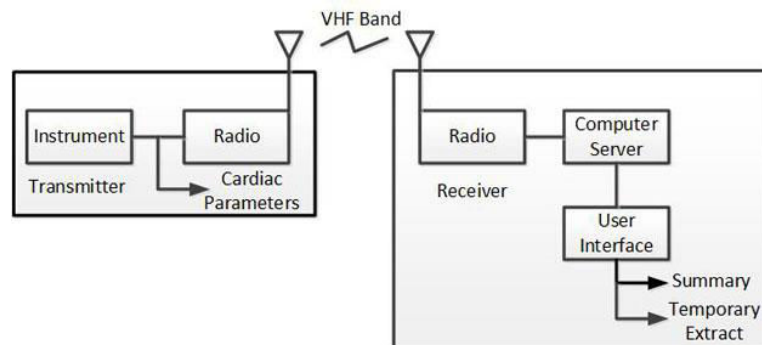 VHF Band
Instrument
Radio
Transmitter
Cardiac
Parameters
Radio
Computer
Server
Receiver
User
Interface
Summary
Temporary
Extract